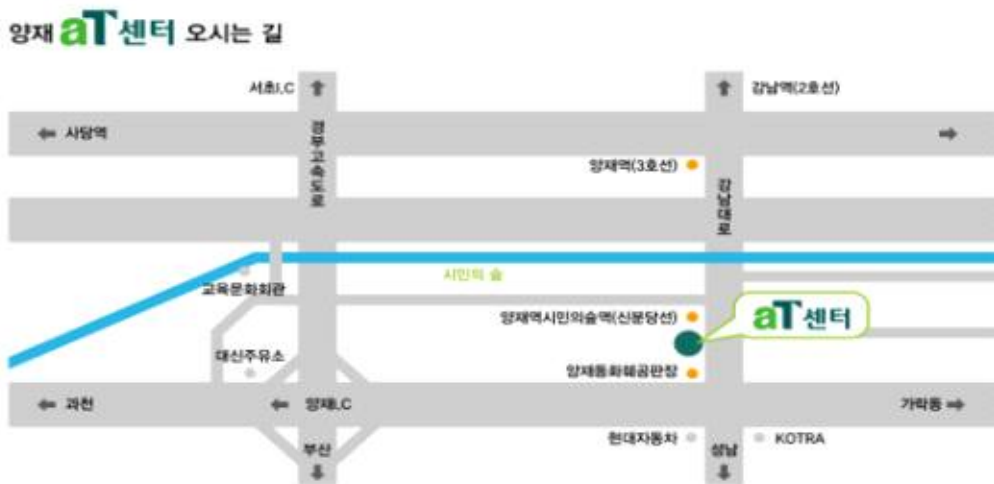 양재 aT센터 오시는 길
서초I.C
강남역(2호선)
사당역
경부고속도로
양재역(3호선)
강남대로
시민의 숲
교육문화회관
양재역시민의숲역(신분당선)
aT센터
대신주유소
양재동화훼공판장
과천
양재I.C
가락동
부산
현대자동차
성남
KOTRA